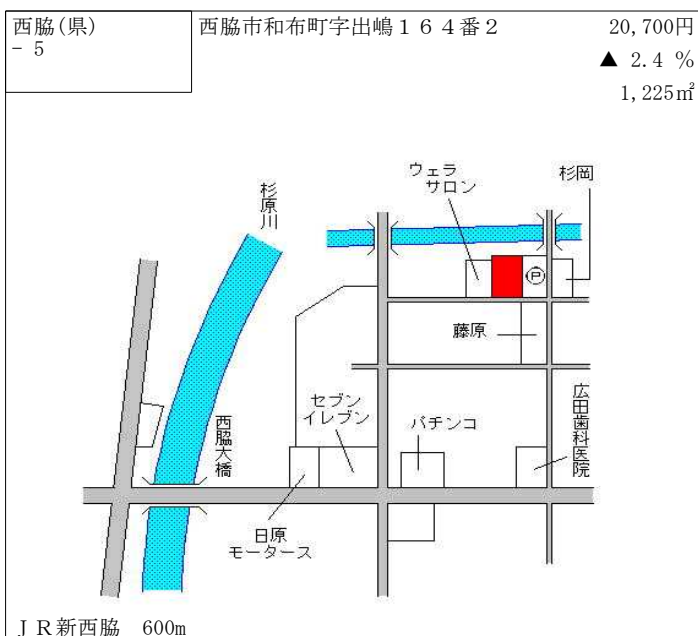 西脇(県)
- 5
西脇市和布町字出嶋１６４番２
20,700円
▲ 2.4 %
1,225㎡
ウェラ
サロン
杉岡
杉原川
Ⓟ
藤原
セブン
イレブン
パチンコ
広田歯科医院
西脇大橋
日原
モータース
ＪＲ新西脇　600m